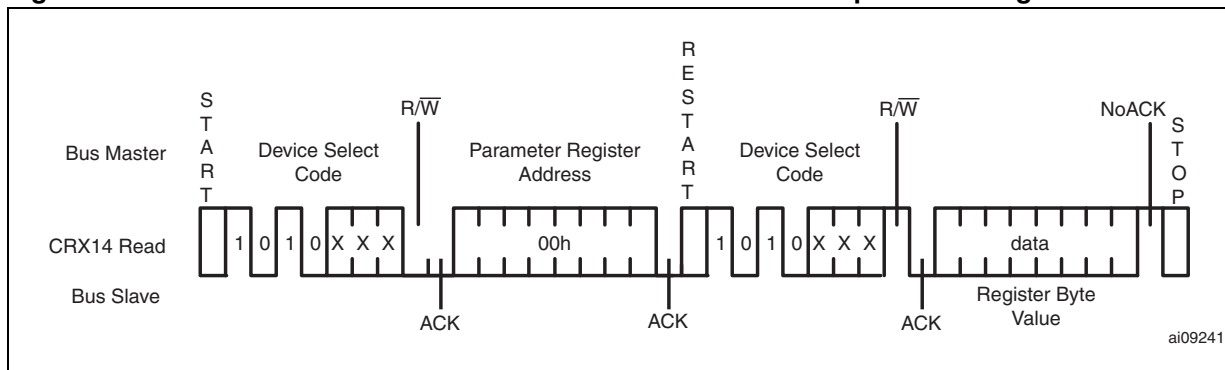 START
RESTART
R/W
R/W
NoACK
STOP
Bus Master
Device Select
Code
Parameter Register
Address
Device Select
Code
CRX14 Read
1 0 1 0 X X X
00h
1 0 1 0 X X X
data
Bus Slave
ACK
ACK
ACK
Register Byte
Value
ai09241